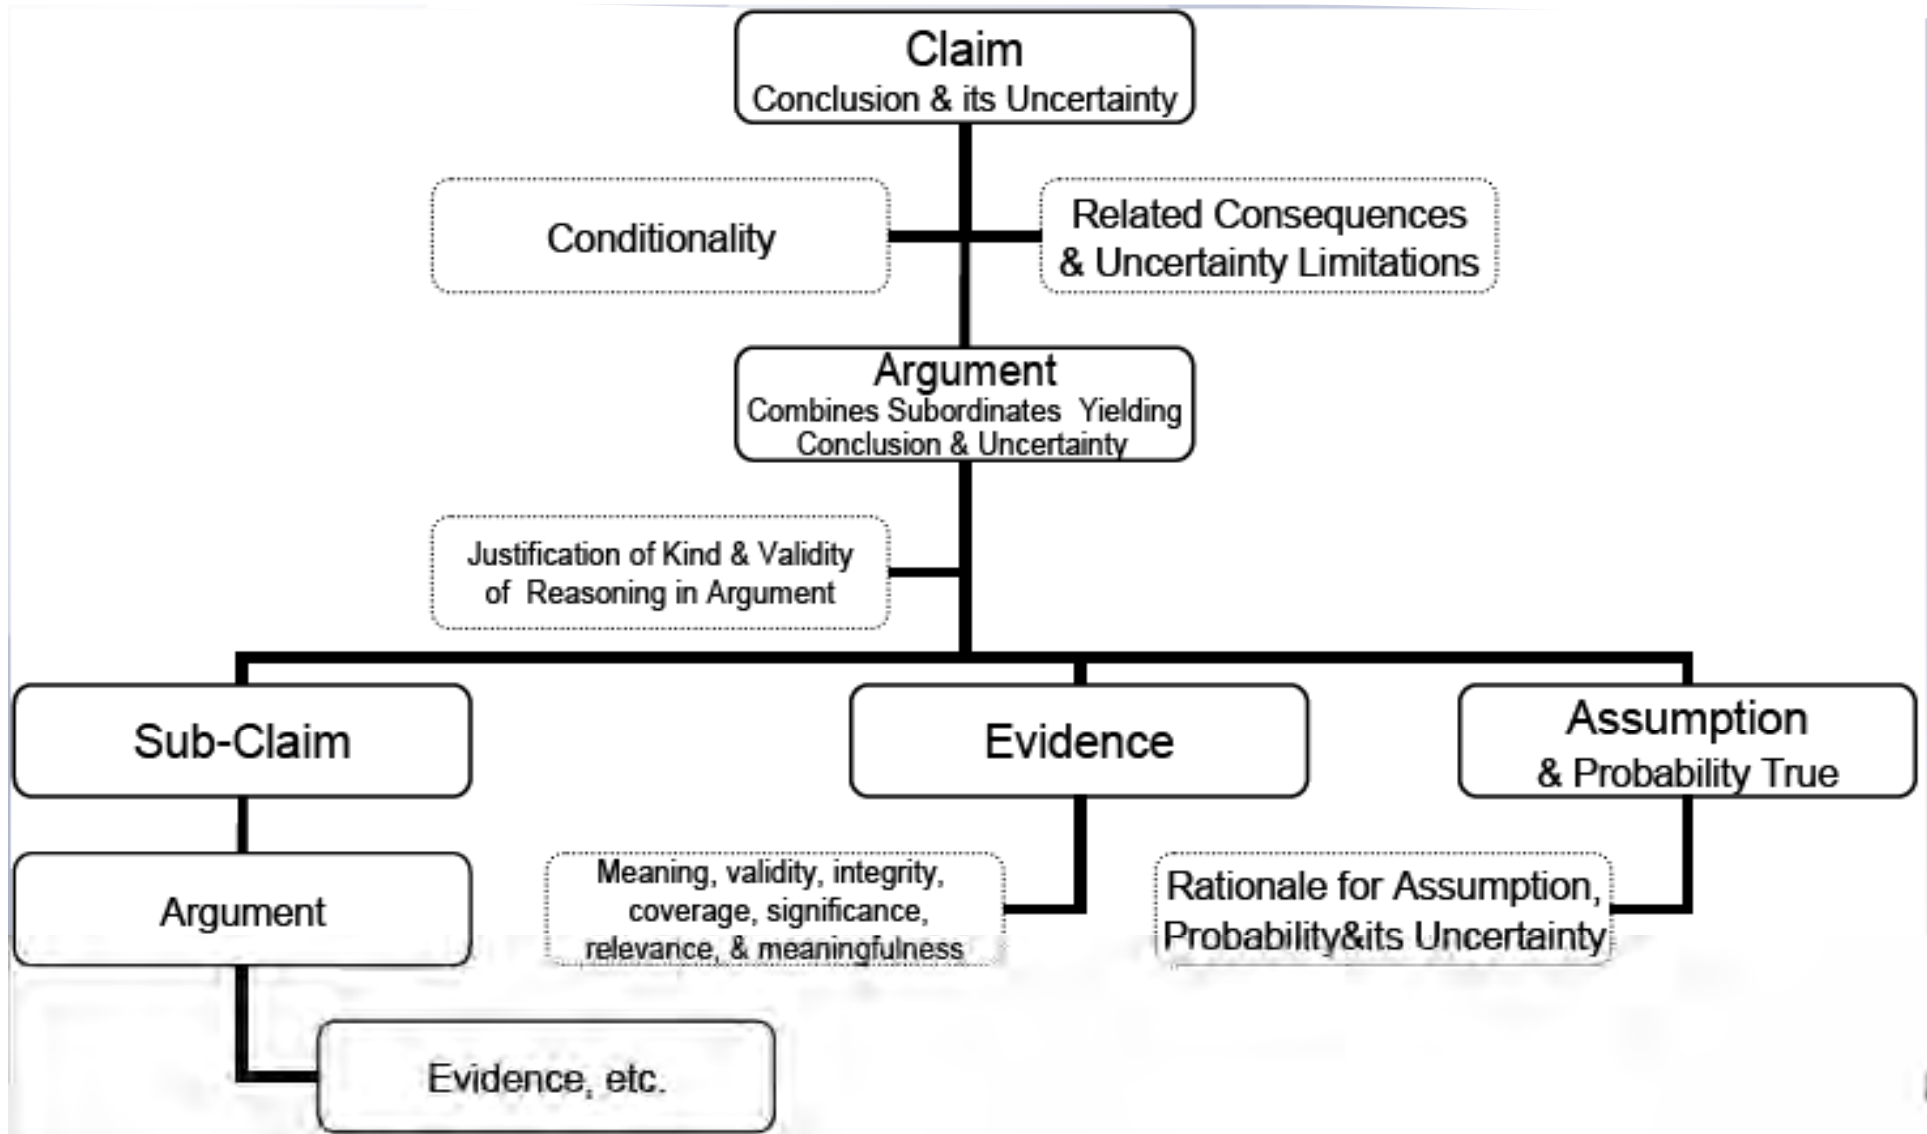 Claim
Conclusion & its Uncertainty
Conditionality
Related Consequences
& Uncertainty Limitations
Argument
Combines Subordinates Yielding
Conclusion & Uncertainty
Justification of Kind & Validity
of Reasoning in Argument
Sub-Claim
Evidence
Assumption
& Probability True
Argument
Meaning, validity, integrity,
coverage, significance,
relevance, & meaningfulness
Rationale for Assumption,
Probability&its Uncertainty
Evidence, etc.